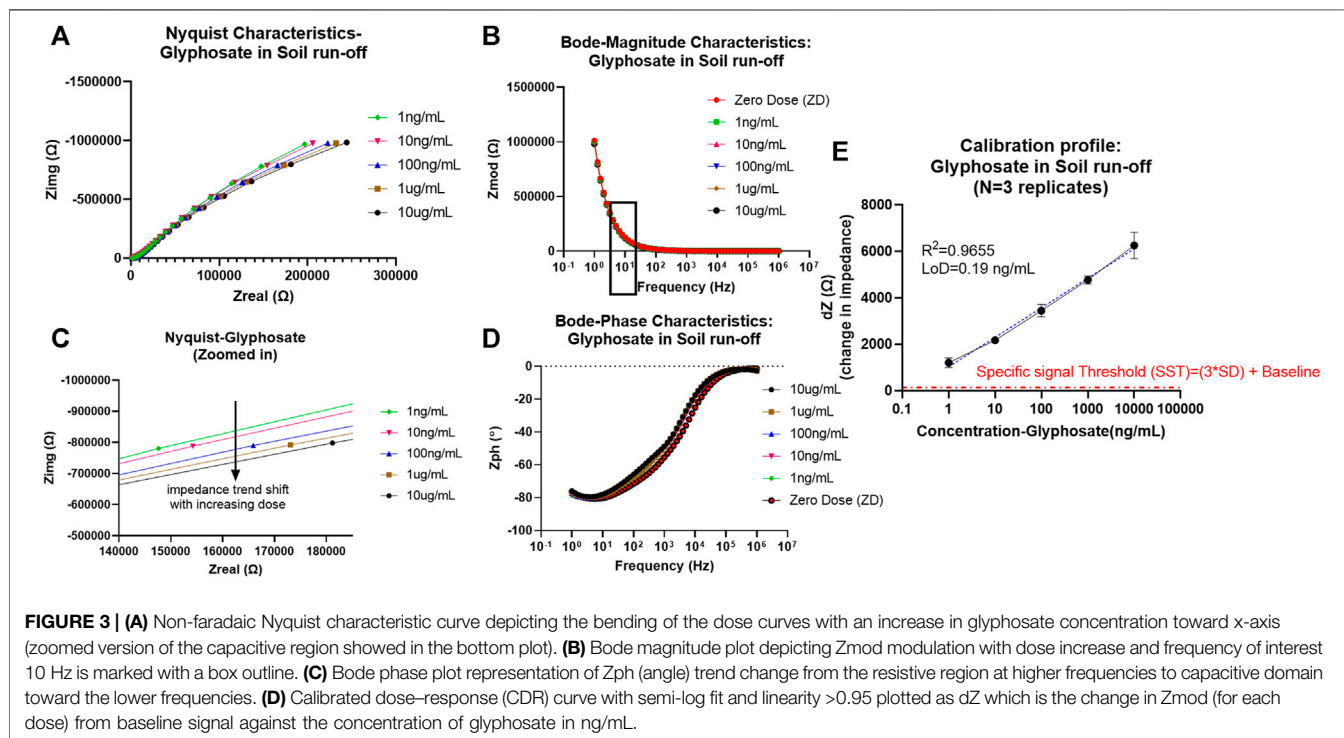 A
Nyquist Characteristics-
Glyphosate in Soil run-off
-1500000
-1000000
-500000
0
Zimg (Ω)
0
100000
200000
300000
Zreal (Ω)
1ng/mL
10ng/mL
100ng/mL
1ug/mL
10ug/mL
B
Bode-Magnitude Characteristics:
Glyphosate in Soil run-off
1500000
1000000
500000
0
Zmod (Ω)
10⁻¹ 10⁰ 10¹ 10² 10³ 10⁴ 10⁵ 10⁶ 10⁷
Frequency (Hz)
Zero Dose (ZD)
1ng/mL
10ng/mL
100ng/mL
1ug/mL
10ug/mL
C
Nyquist-Glyphosate
(Zoomed in)
-1000000
-900000
-800000
-700000
-600000
-500000
Zimg (Ω)
impedance trend shift
with increasing dose
140000 150000 160000 170000 180000
Zreal (Ω)
1ng/mL
10ng/mL
100ng/mL
1ug/mL
10ug/mL
D
Bode-Phase Characteristics:
Glyphosate in Soil run-off
0
-20
-40
-60
-80
-100
Zph (°)
10⁻¹ 10⁰ 10¹ 10² 10³ 10⁴ 10⁵ 10⁶ 10⁷
Frequency (Hz)
10ug/mL
1ug/mL
100ng/mL
10ng/mL
1ng/mL
Zero Dose (ZD)
E
Calibration profile:
Glyphosate in Soil run-off
(N=3 replicates)
8000
6000
4000
2000
0
dZ (Ω)
(change in impedance)
R²=0.9655
LoD=0.19 ng/mL
Specific signal Threshold (SST)=(3*SD) + Baseline
0.1 1 10 100 1000 10000 100000
Concentration-Glyphosate(ng/mL)
FIGURE 3 | (A) Non-faradaic Nyquist characteristic curve depicting the bending of the dose curves with an increase in glyphosate concentration toward x-axis
(zoomed version of the capacitive region showed in the bottom plot). (B) Bode magnitude plot depicting Zmod modulation with dose increase and frequency of interest
10 Hz is marked with a box outline. (C) Bode phase plot representation of Zph (angle) trend change from the resistive region at higher frequencies to capacitive domain
toward the lower frequencies. (D) Calibrated dose–response (CDR) curve with semi-log fit and linearity >0.95 plotted as dZ which is the change in Zmod (for each
dose) from baseline signal against the concentration of glyphosate in ng/mL.